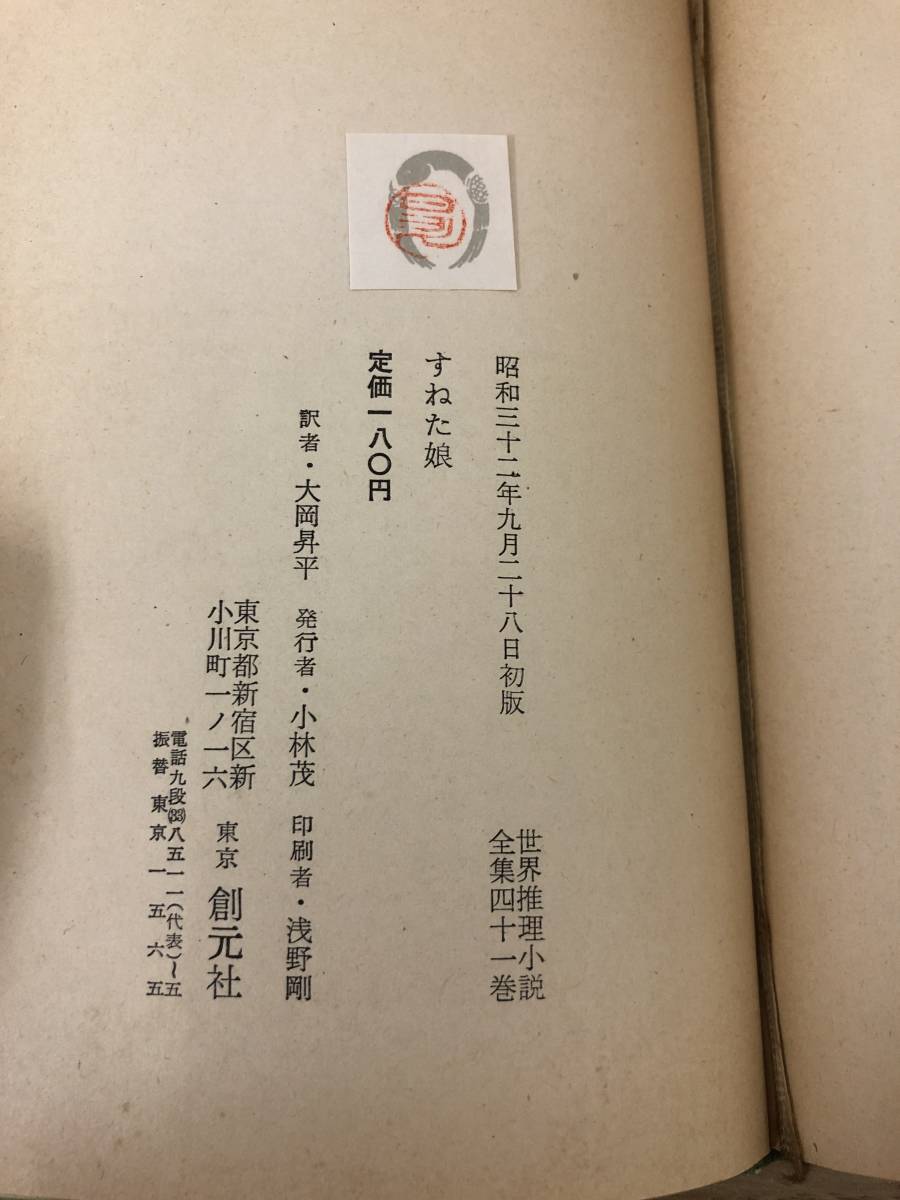 昭和三十二年九月二十八日初版
世界推理小説
全集四十一巻
すねた娘
定価一八〇円
訳者・大岡昇平 発行者・小林茂 印刷者・浅野剛
東京都新宿区新
小川町一ノ一六
東京 創元社
電話九段(33)八五一一(代表)〜五
振替東京一五六五